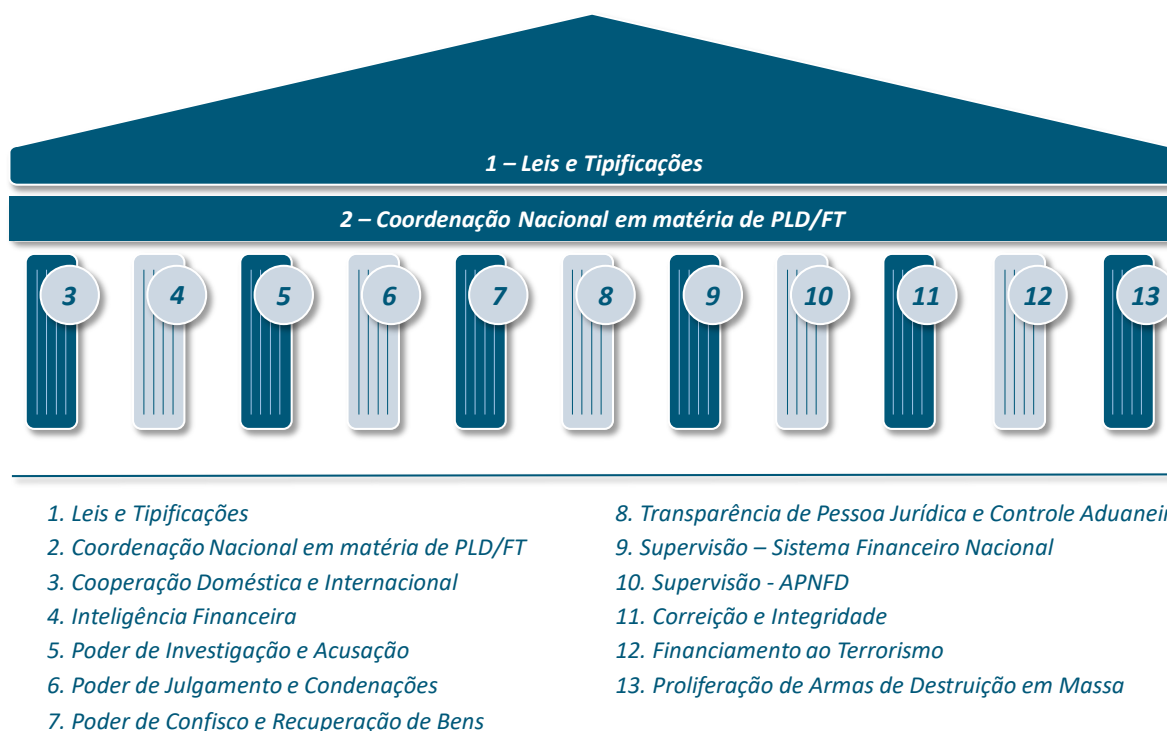 1 – Leis e Tipificações
2 – Coordenação Nacional em matéria de PLD/FT
3 4 5 6 7 8 9 10 11 12 13
1. Leis e Tipificações
2. Coordenação Nacional em matéria de PLD/FT
3. Cooperação Doméstica e Internacional
4. Inteligência Financeira
5. Poder de Investigação e Acusação
6. Poder de Julgamento e Condenações
7. Poder de Confisco e Recuperação de Bens
8. Transparência de Pessoa Jurídica e Controle Aduaneir
9. Supervisão – Sistema Financeiro Nacional
10. Supervisão - APNFD
11. Correição e Integridade
12. Financiamento ao Terrorismo
13. Proliferação de Armas de Destruição em Massa